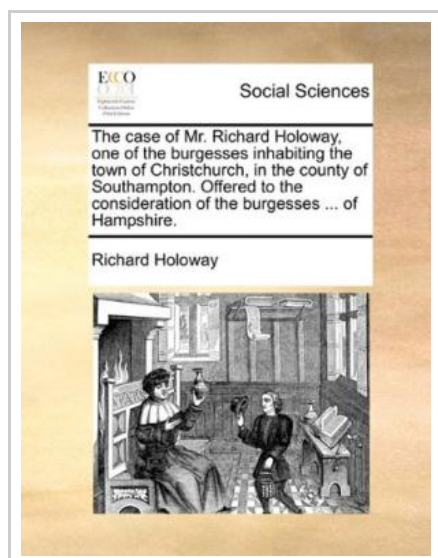 ECCO
Social Sciences
The case of Mr. Richard Holoway,
one of the burgesses inhabiting the
town of Christchurch, in the county of
Southampton. Offered to the
consideration of the burgesses ... of
Hampshire.
Richard Holoway